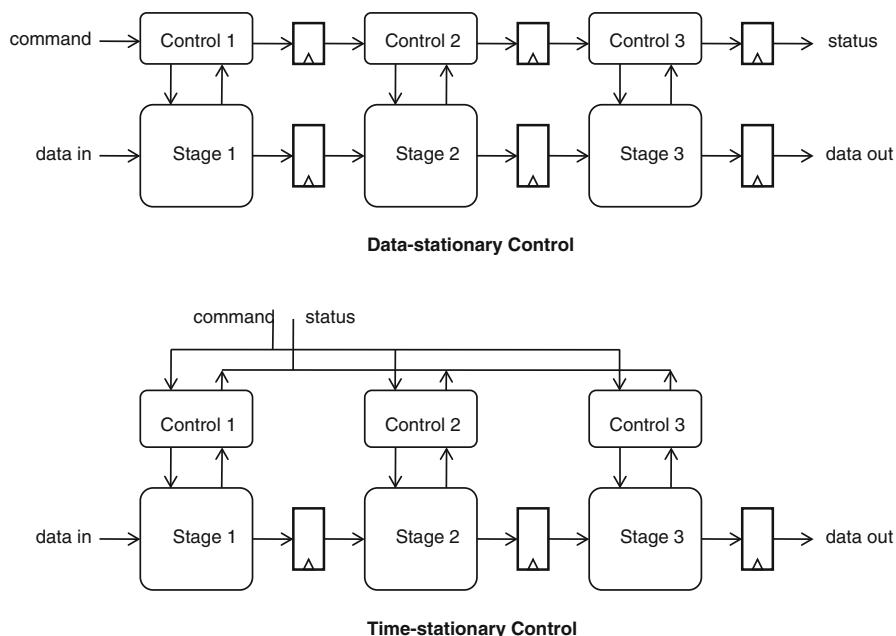 command Control 1 Control 2 Control 3 status
data in Stage 1 Stage 2 Stage 3 data out
Data-stationary Control
command status
Control 1 Control 2 Control 3
data in Stage 1 Stage 2 Stage 3 data out
Time-stationary Control